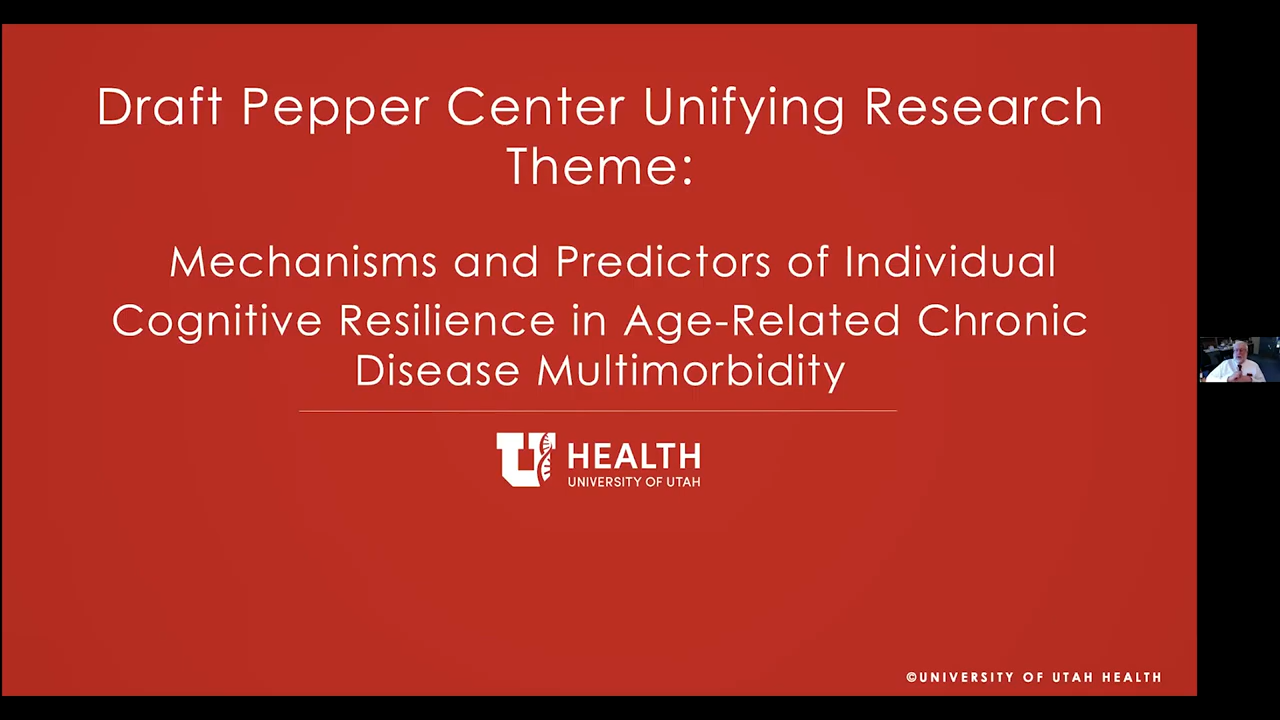 Draft Pepper Center Unifying Research
Theme:
Mechanisms and Predictors of Individual
Cognitive Resilience in Age-Related Chronic
Disease Multimorbidity
HEALTH
UNIVERSITY OF UTAH
©UNIVERSITY OF UTAH HEALTH